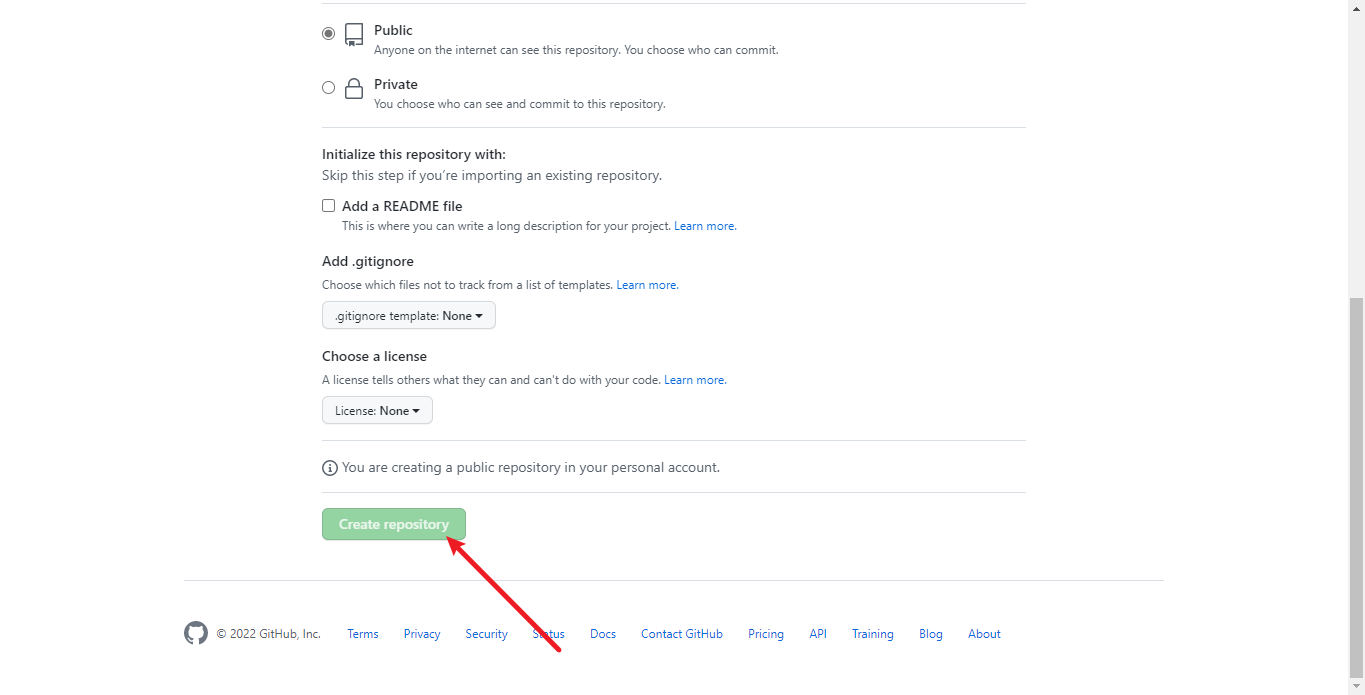 Public
Anyone on the internet can see this repository. You choose who can commit.
Private
You choose who can see and commit to this repository.
Initialize this repository with:
Skip this step if you’re importing an existing repository.
Add a README file
This is where you can write a long description for your project. Learn more.
Add .gitignore
Choose which files not to track from a list of templates. Learn more.
.gitignore template: None
Choose a license
A license tells others what they can and can't do with your code. Learn more.
License: None
You are creating a public repository in your personal account.
Create repository
© 2022 GitHub, Inc. Terms Privacy Security Status Docs Contact GitHub Pricing API Training Blog About